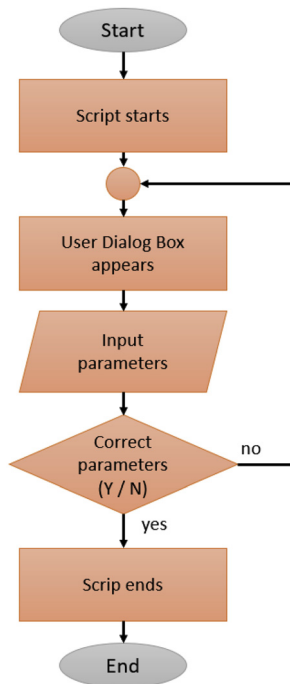 Start
Script starts
User Dialog Box
appears
Input
parameters
Correct
parameters
(Y / N)
no
yes
Scrip ends
End